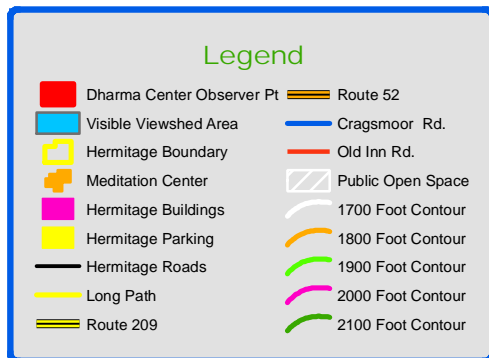 Legend
Dharma Center Observer Pt
Visible Viewshed Area
Hermitage Boundary
Meditation Center
Hermitage Buildings
Hermitage Parking
Hermitage Roads
Long Path
Route 209
Route 52
Cragsmoor Rd.
Old Inn Rd.
Public Open Space
1700 Foot Contour
1800 Foot Contour
1900 Foot Contour
2000 Foot Contour
2100 Foot Contour